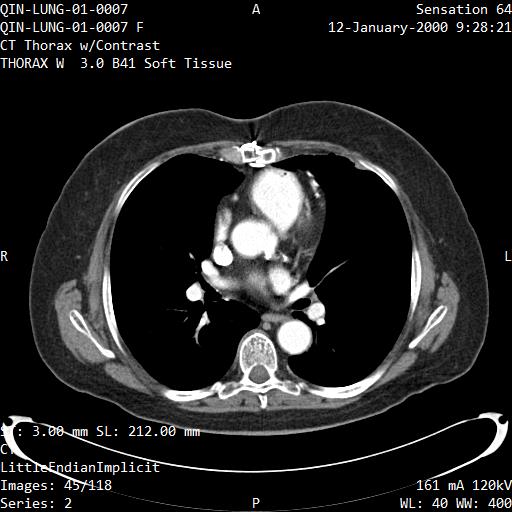 QIN-LUNG-01-0007
A
Sensation 64
QIN-LUNG-01-0007 F
12-January-2000 9:28:21
CT Thorax w/Contrast
THORAX W 3.0 B41 Soft Tissue
R
L
3.00 mm SL: 212.00 mm
LittleEndianImplicit
Images: 45/118
161 mA 120kV
Series: 2
P
WL: 40 WW: 400